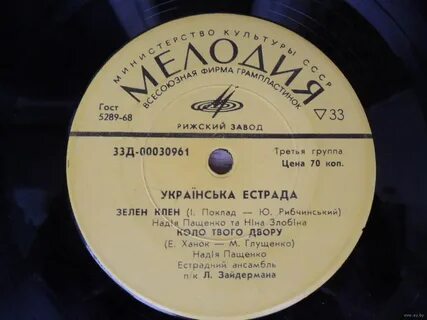 МИНИСТЕРСТВО КУЛЬТУРЫ СССР
МЕЛОДИЯ
ВСЕСОЮЗНАЯ ФИРМА ГРАМПЛАСТИНОК
Гост
5289-68
▽33
РИЖСКИЙ ЗАВОД
33Д-00030961
Третья группа
Цена 70 коп.
УКРАЇНСЬКА ЕСТРАДА
ЗЕЛЕН КЛЕН (І. Поклад — Ю. Рибчинський)
Надія Пащенко та Ніна Злобіна
КОЛО ТВОГО ДВОРУ
(Е. Ханок — М. Глущенко)
Надія Пащенко
Естрадний ансамбль
п/к Л. Зайдермана